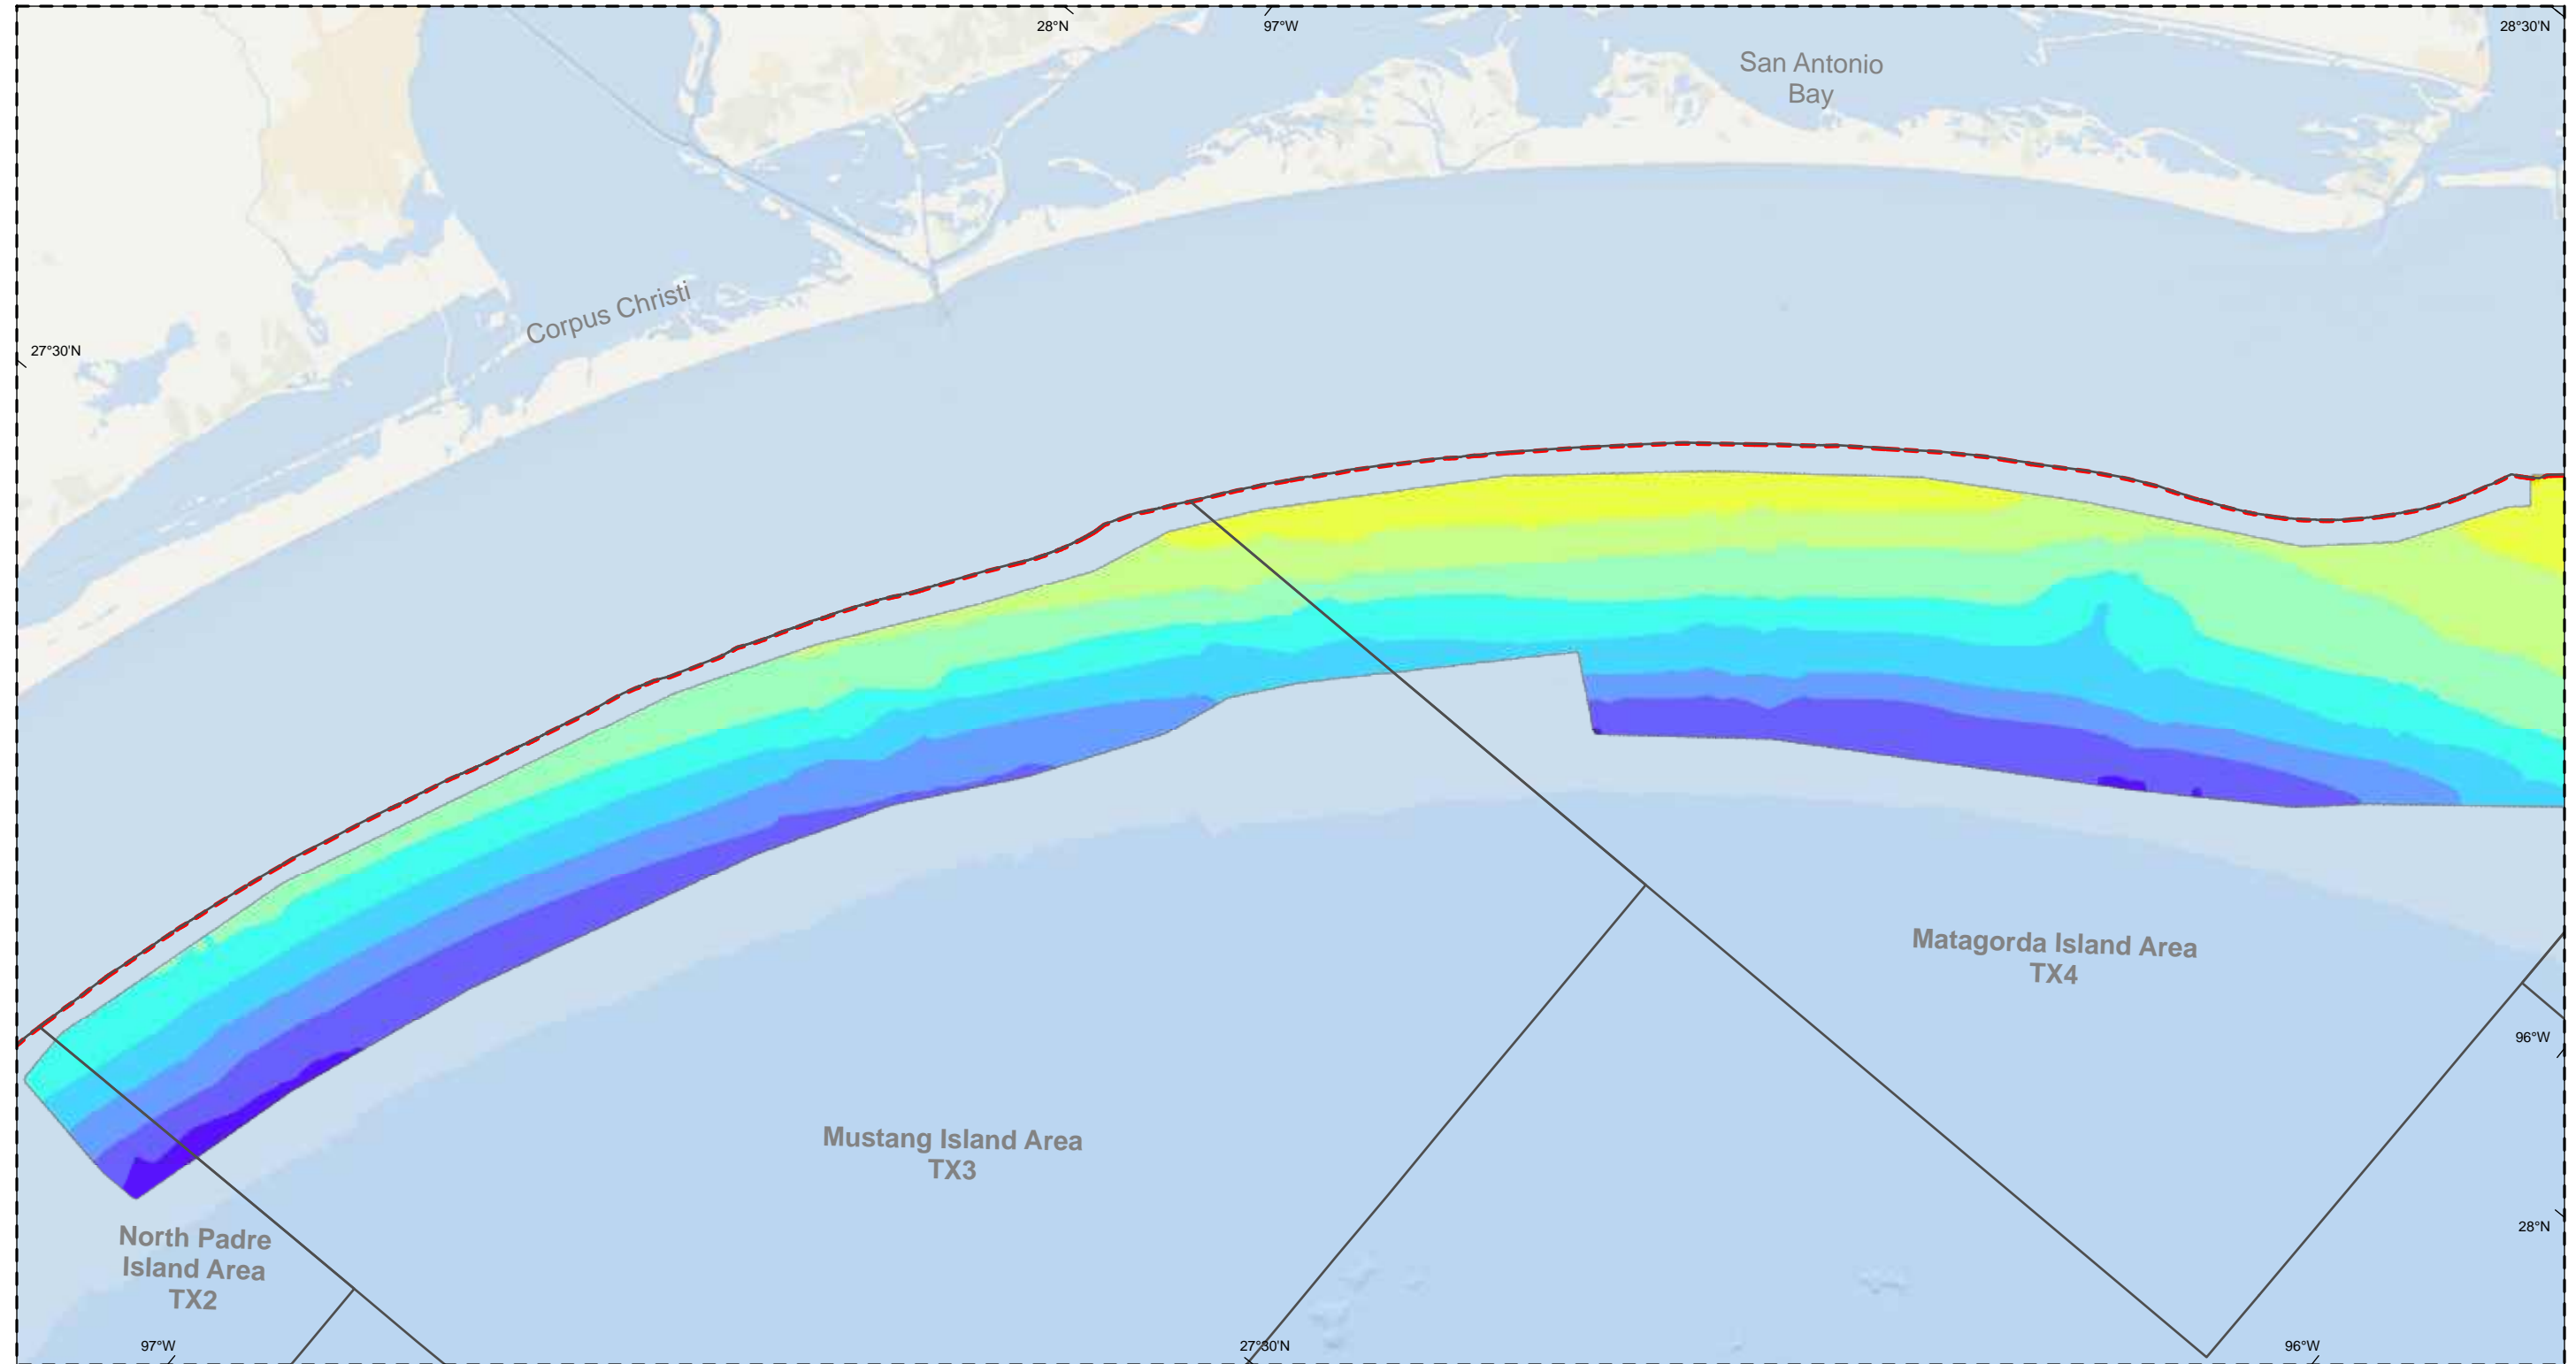 28°N
97°W
28°30'N
San Antonio
Bay
Corpus Christi
27°30'N
Matagorda Island Area
TX4
96°W
Mustang Island Area
TX3
28°N
North Padre
Island Area
TX2
97°W
27°30'N
96°W